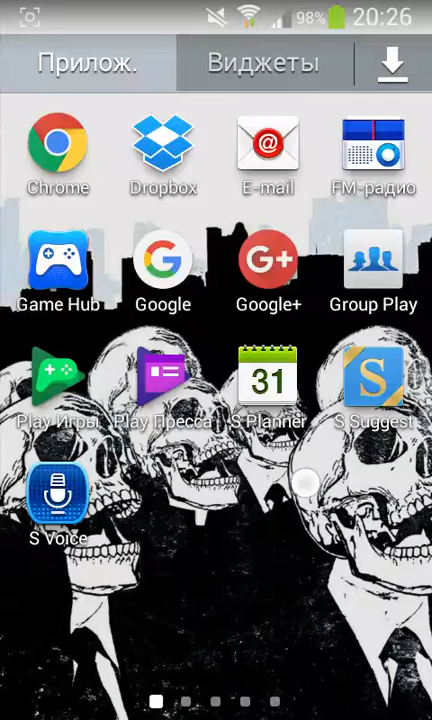 98% 20:26
Прилож. Виджеты
Chrome Dropbox E-mail FM-радио
Game Hub Google Google+ Group Play
Play Игры Play Пресса S Planner S Suggest
S Voice